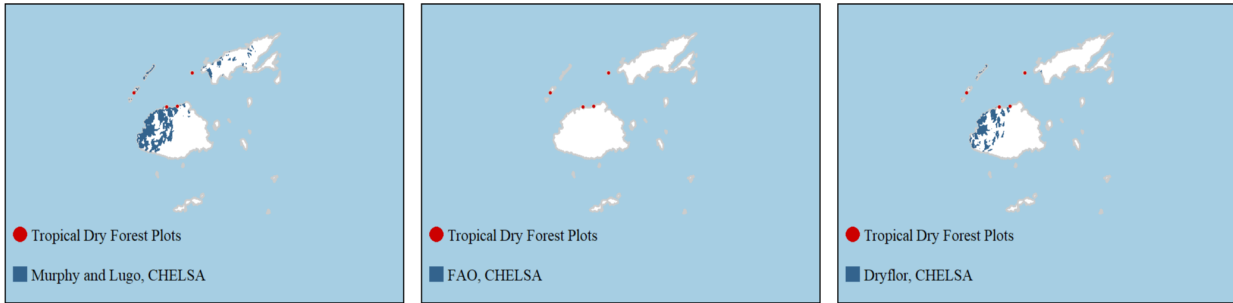 Tropical Dry Forest Plots
Murphy and Lugo, CHELSA
Tropical Dry Forest Plots
FAO, CHELSA
Tropical Dry Forest Plots
Dryflor, CHELSA